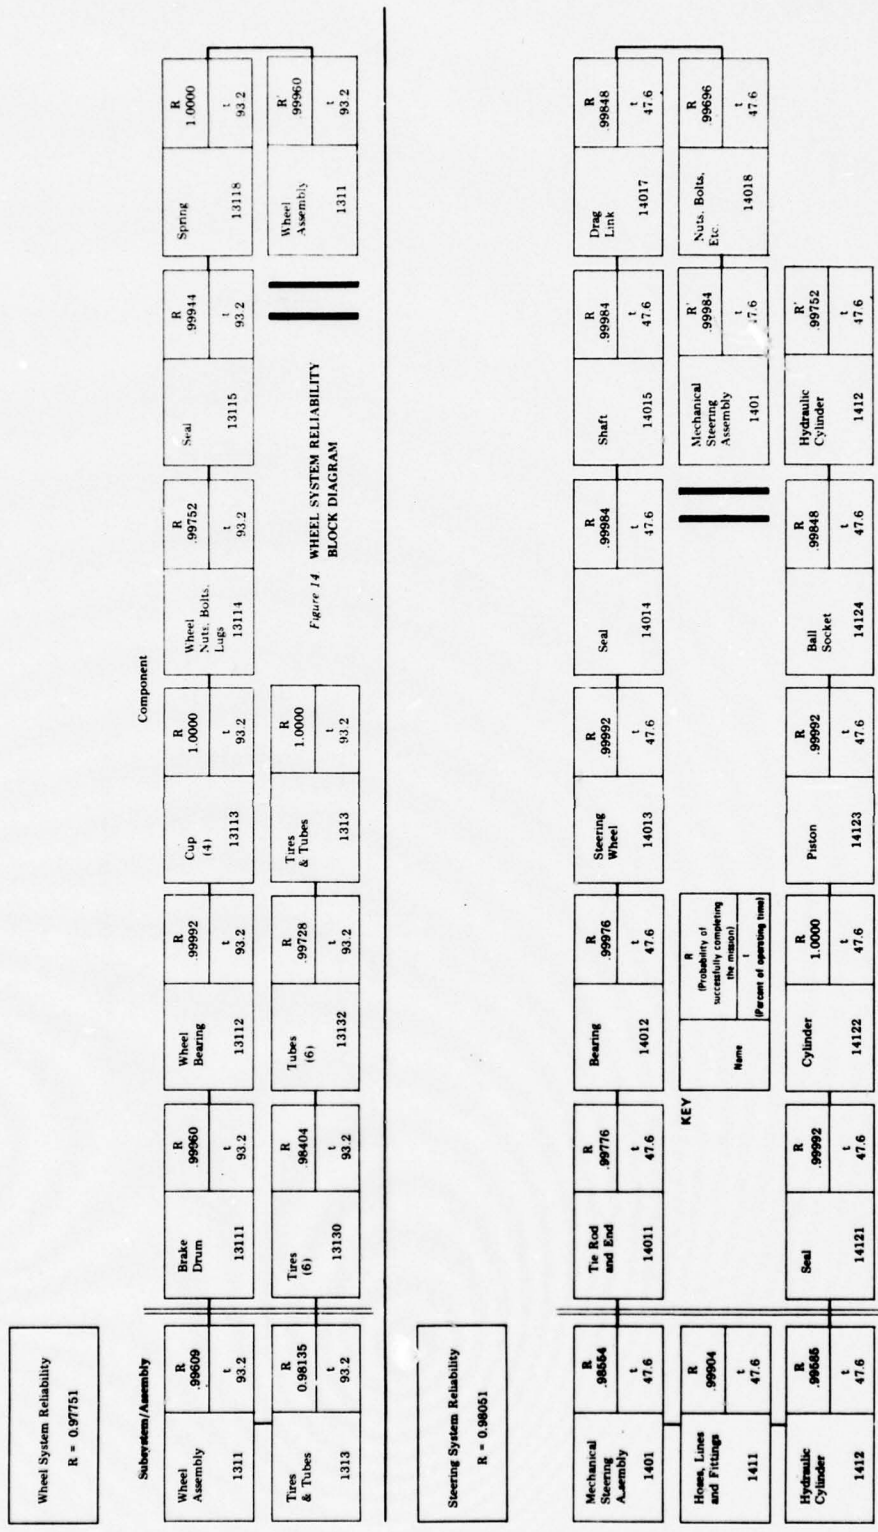 Wheel System Reliability
R = 0.97751
Subsystem/Assembly
Component
Wheel
Assembly
1311
R
.99609
t
93.2
Brake
Drum
13111
R
.99960
t
93.2
Wheel
Bearing
13112
R
.99992
t
93.2
Cup
(4)
13113
R
1.0000
t
93.2
Wheel
Nuts, Bolts,
Lugs
13114
R
.99752
t
93.2
Seal
13115
R
.99944
t
93.2
Spring
13118
R
1.0000
t
93.2
Tires
& Tubes
1313
R
0.98135
t
93.2
Tires
(6)
13130
R
.98404
t
93.2
Tubes
(6)
13132
R
.99728
t
93.2
Tires
& Tubes
1313
R
1.0000
t
93.2
Wheel
Assembly
1311
R'
.99960
t
93.2
Figure 14. WHEEL SYSTEM RELIABILITY
BLOCK DIAGRAM
Steering System Reliability
R = 0.98051
Mechanical
Steering
Assembly
1401
R
.98554
t
47.6
Tie Rod
and End
14011
R
.99776
t
47.6
Bearing
14012
R
.99976
t
47.6
Steering
Wheel
14013
R
.99992
t
47.6
Seal
14014
R
.99984
t
47.6
Shaft
14015
R
.99984
t
47.6
Drag
Link
14017
R
.99848
t
47.6
Hoses, Lines
and Fittings
1411
R
.99904
t
47.6
KEY
Name
R
(Probability of
successfully completing
the mission)
t
(Percent of operating time)
Mechanical
Steering
Assembly
1401
R'
.99984
t
47.6
Nuts, Bolts,
Etc.
14018
R
.99696
t
47.6
Hydraulic
Cylinder
1412
R
t
47.6
Seal
14121
R
.99992
t
47.6
Cylinder
14122
R
1.0000
t
47.6
Piston
14123
R
.99992
t
47.6
Ball
Socket
14124
R
.99848
t
47.6
Hydraulic
Cylinder
1412
R'
.99752
t
47.6